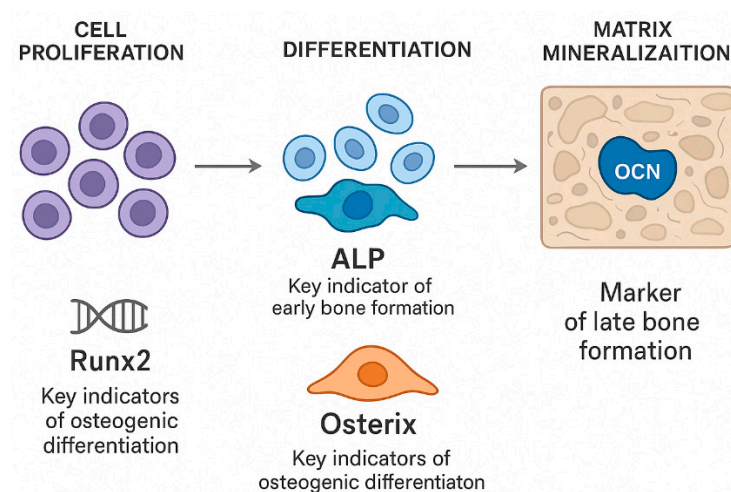 CELL
PROLIFERATION
Runx2
Key indicators
of osteogenic
differentiation
DIFFERENTIATION
ALP
Key indicator of
early bone formation
Osterix
Key indicators of
osteogenic differentiaton
MATRIX
MINERALIZAITION
OCN
Marker
of late bone
formation